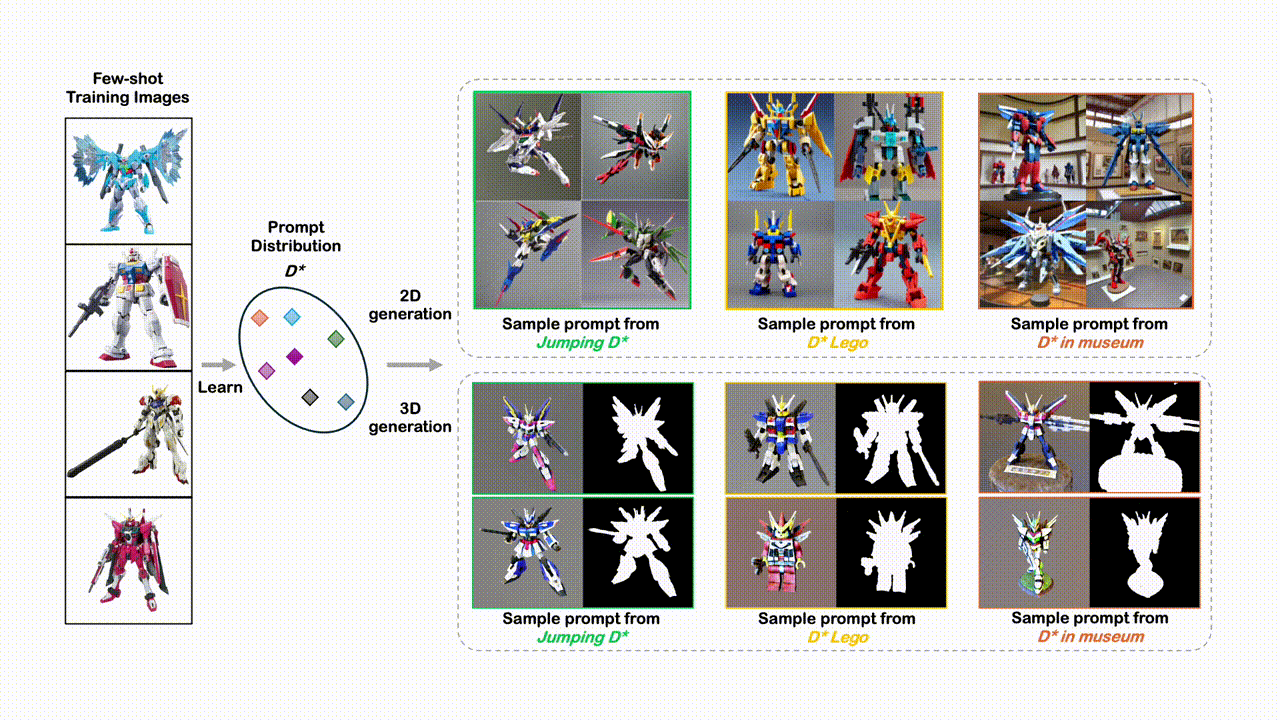 Few-shot
Training Images
Prompt
Distribution
D*
Learn
2D
generation
3D
generation
Sample prompt from
Jumping D*
Sample prompt from
D* Lego
Sample prompt from
D* in museum
Sample prompt from
Jumping D*
Sample prompt from
D* Lego
Sample prompt from
D* in museum